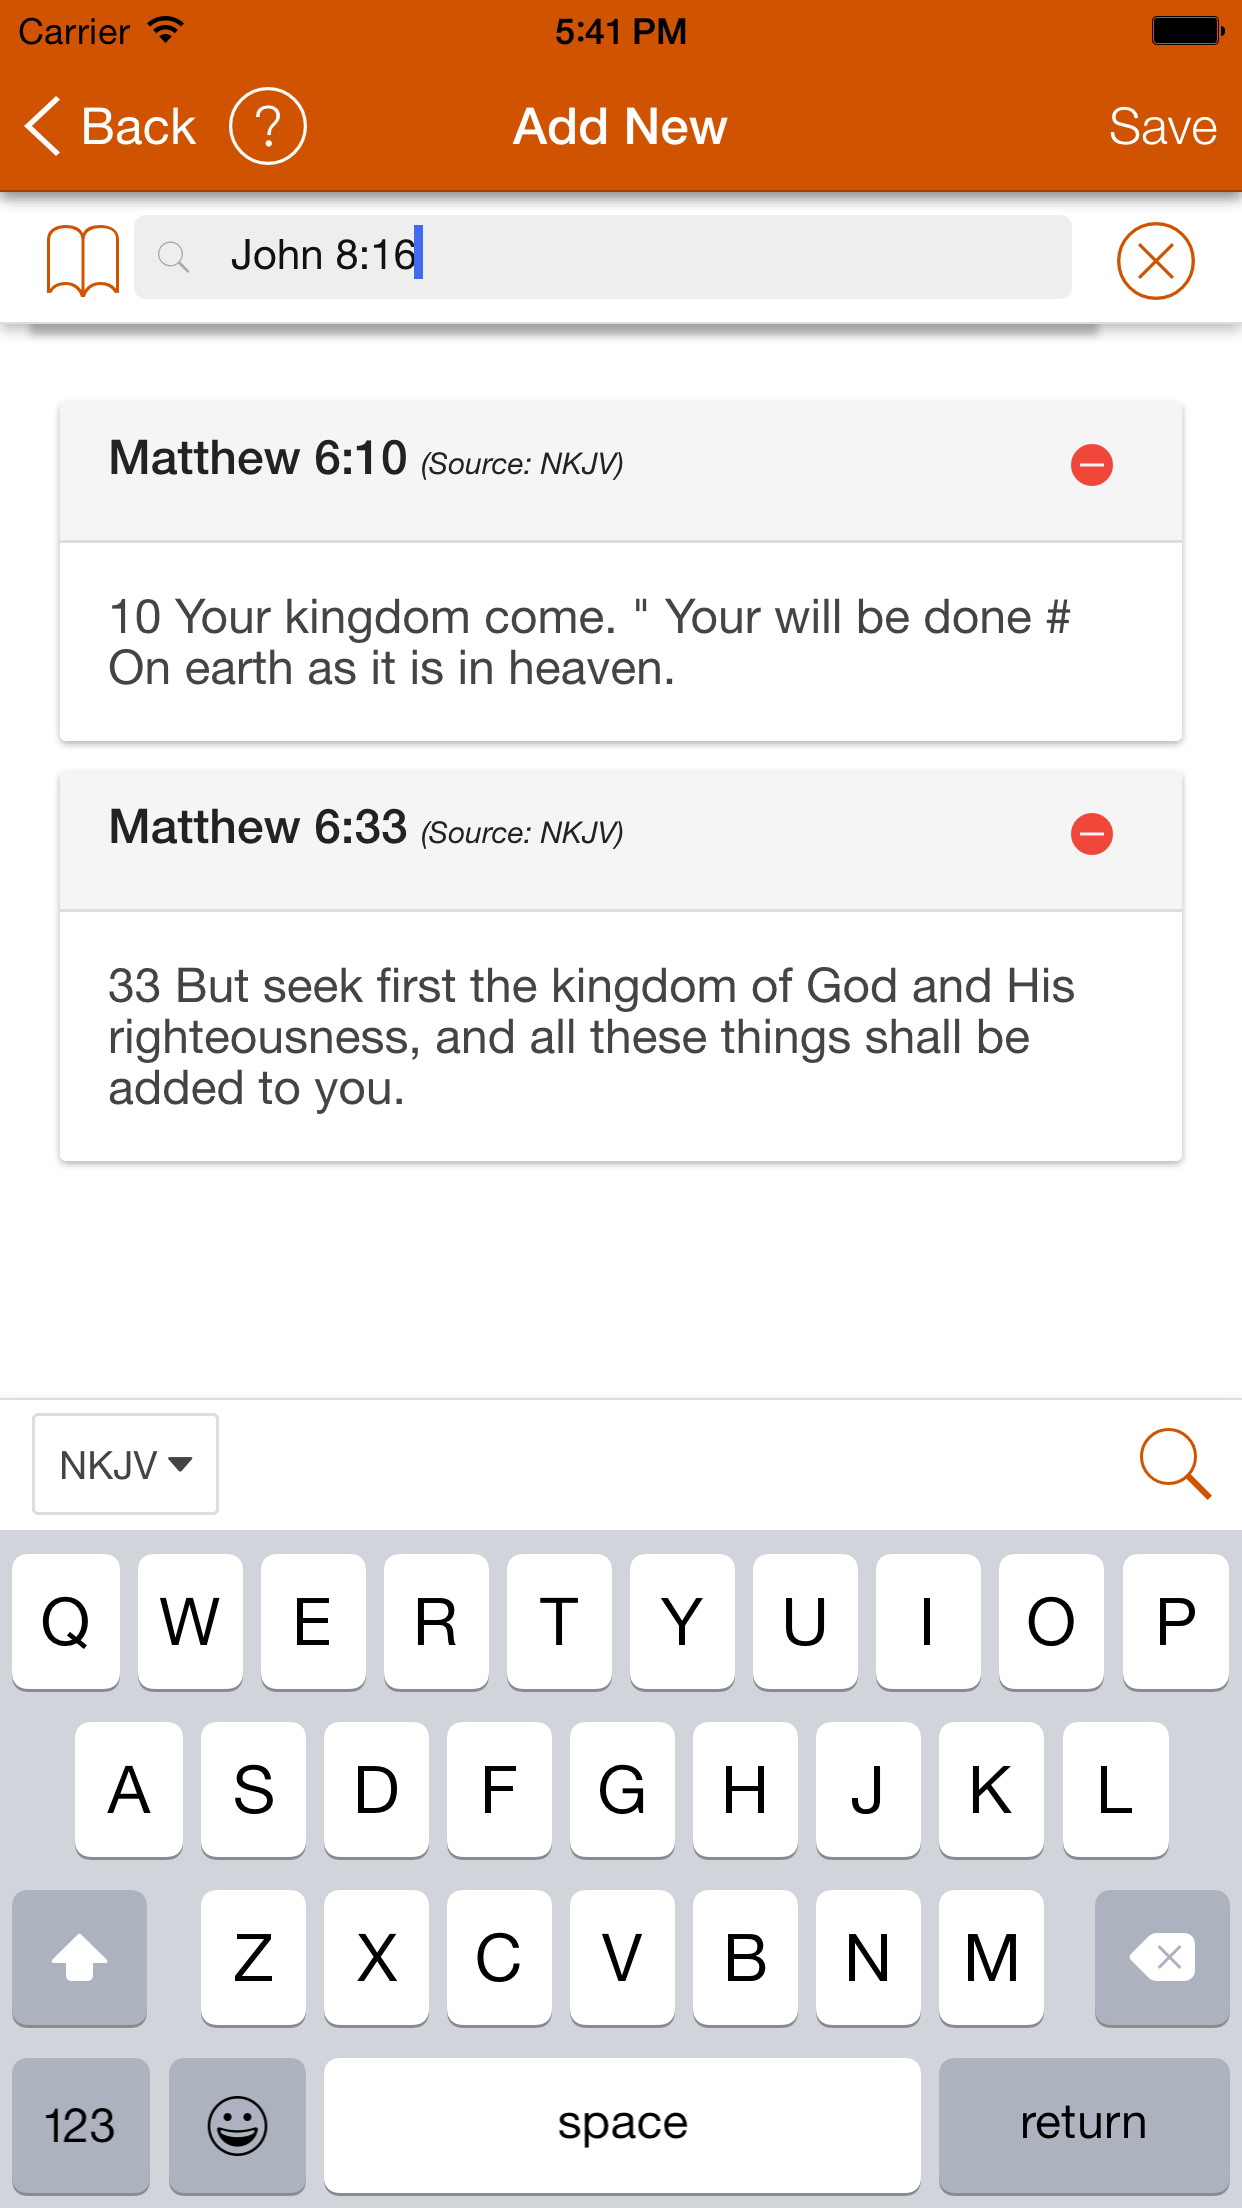 Carrier 5:41 PM
Back ? Add New Save
John 8:16
Matthew 6:10 (Source: NKJV)
10 Your kingdom come. " Your will be done #
On earth as it is in heaven.
Matthew 6:33 (Source: NKJV)
33 But seek first the kingdom of God and His
righteousness, and all these things shall be
added to you.
NKJV
Q W E R T Y U I O P
A S D F G H J K L
Z X C V B N M
123 space return